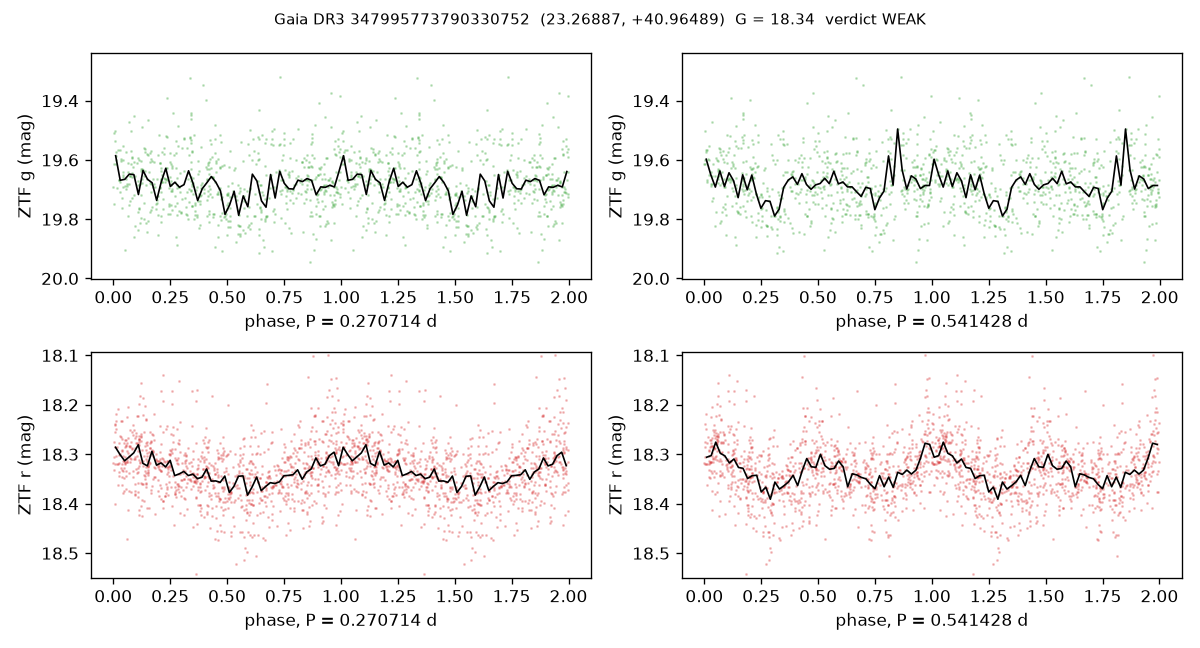 Gaia DR3 347995773790330752 (23.26887, +40.96489) G = 18.34 verdict WEAK
ZTF g (mag)
19.4
19.6
19.8
20.0
0.00 0.25 0.50 0.75 1.00 1.25 1.50 1.75 2.00
phase, P = 0.270714 d
ZTF g (mag)
19.4
19.6
19.8
20.0
0.00 0.25 0.50 0.75 1.00 1.25 1.50 1.75 2.00
phase, P = 0.541428 d
ZTF r (mag)
18.1
18.2
18.3
18.4
18.5
0.00 0.25 0.50 0.75 1.00 1.25 1.50 1.75 2.00
phase, P = 0.270714 d
ZTF r (mag)
18.1
18.2
18.3
18.4
18.5
0.00 0.25 0.50 0.75 1.00 1.25 1.50 1.75 2.00
phase, P = 0.541428 d